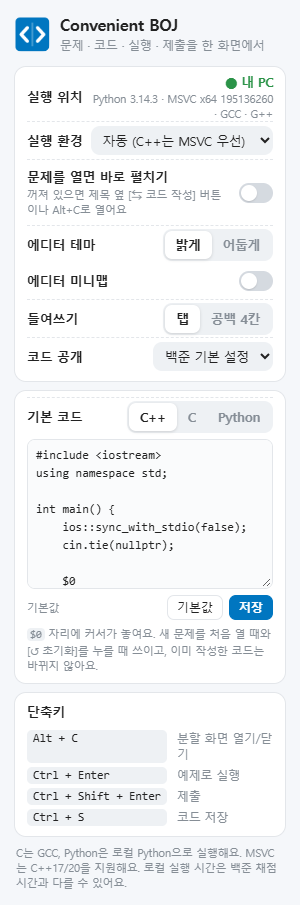 Convenient BOJ
문제 · 코드 · 실행 · 제출을 한 화면에서
실행 위치
내 PC
Python 3.14.3 · MSVC x64 195136260
· GCC · G++
실행 환경
자동 (C++는 MSVC 우선)
문제를 열면 바로 펼치기
꺼져 있으면 제목 옆 [⇆ 코드 작성] 버튼
이나 Alt+C로 열어요
에디터 테마
밝게 어둡게
에디터 미니맵
들여쓰기
탭 공백 4칸
코드 공개
백준 기본 설정
기본 코드
C++ C Python
#include <iostream>
using namespace std;
int main() {
    ios::sync_with_stdio(false);
    cin.tie(nullptr);
    $0
기본값
기본값 저장
$0 자리에 커서가 놓여요. 새 문제를 처음 열 때와
[↺ 초기화]를 누를 때 쓰이고, 이미 작성한 코드는
바뀌지 않아요.
단축키
Alt + C
분할 화면 열기/닫
기
Ctrl + Enter
예제로 실행
Ctrl + Shift + Enter
제출
Ctrl + S
코드 저장
C는 GCC, Python은 로컬 Python으로 실행해요. MSVC
는 C++17/20을 지원해요. 로컬 실행 시간은 백준 채점
시간과 다를 수 있어요.